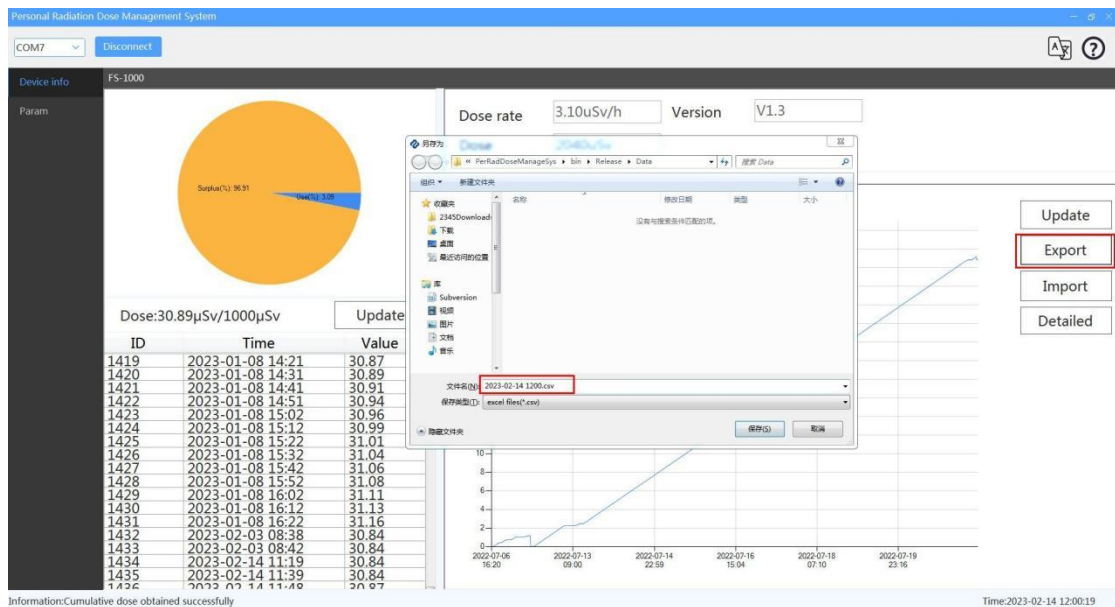 Personal Radiation Dose Management System
COM7
Disconnect
Device info
Param
FS-1000
Surplus(%): 96.91
Use(%): 3.09
Dose:30.89μSv/1000μSv
Update
ID Time Value
1419 2023-01-08 14:21 30.87
1420 2023-01-08 14:31 30.89
1421 2023-01-08 14:41 30.91
1422 2023-01-08 14:51 30.94
1423 2023-01-08 15:02 30.96
1424 2023-01-08 15:12 30.99
1425 2023-01-08 15:22 31.01
1426 2023-01-08 15:32 31.04
1427 2023-01-08 15:42 31.06
1428 2023-01-08 15:52 31.08
1429 2023-01-08 16:02 31.11
1430 2023-01-08 16:12 31.13
1431 2023-01-08 16:22 31.16
1432 2023-02-03 08:38 30.84
1433 2023-02-03 08:42 30.84
1434 2023-02-14 11:19 30.84
1435 2023-02-14 11:39 30.84
1436 2023-02-14 11:48 30.87
Dose rate 3.10uSv/h Version V1.3
另存为
Dose 2040uSv
« PerRadDoseManageSys ▸ bin ▸ Release ▸ Data
搜索 Data
组织 新建文件夹
名称 修改日期 类型 大小
没有与搜索条件匹配的项。
收藏夹
2345Download
下载
桌面
最近访问的位置
库
Subversion
视频
图片
文档
音乐
文件名(N): 2023-02-14 1200.csv
保存类型(T): excel files(*.csv)
隐藏文件夹
保存(S)
取消
Update
Export
Import
Detailed
10
8
6
4
2
0
2022-07-06 2022-07-13 2022-07-14 2022-07-16 2022-07-18 2022-07-19
16:20 09:00 22:59 15:04 07:10 23:16
Information:Cumulative dose obtained successfully
Time:2023-02-14 12:00:19